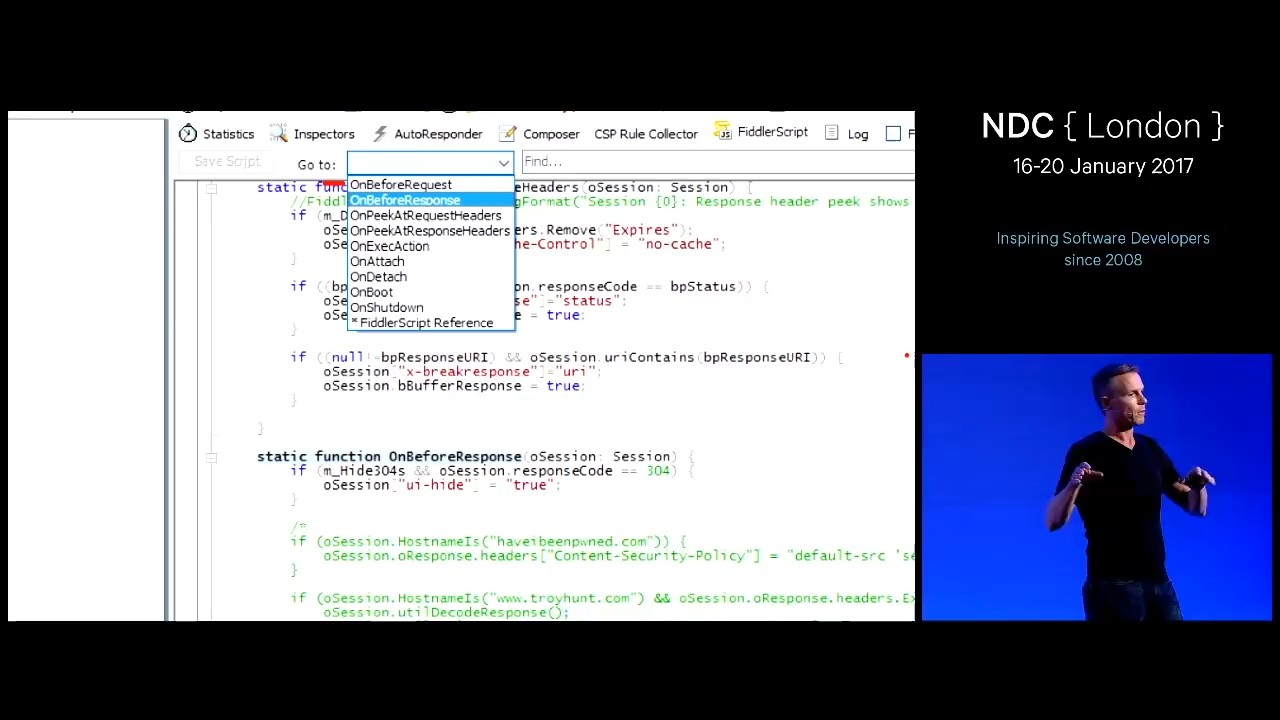 Statistics Inspectors AutoResponder Composer CSP Rule Collector FiddlerScript Log F
Save Script Go to: Find...
OnBeforeRequest
OnBeforeResponse
OnPeekAtRequestHeaders
OnPeekAtResponseHeaders
OnExecAction
OnAttach
OnDetach
OnBoot
OnShutdown
* FiddlerScript Reference
static func eHeaders(oSession: Session) {
//Fiddl gFormat("Session {0}: Response header peek shows
if (m_D
oSe rs.Remove("Expires");
oSe he-Control"] = "no-cache";
}
if ((bp n.responseCode == bpStatus)) {
oSe se"]="status";
oSe e = true;
}
if ((null!=bpResponseURI) && oSession.uriContains(bpResponseURI)) {
oSession["x-breakresponse"]="uri";
oSession.bBufferResponse = true;
}
}
static function OnBeforeResponse(oSession: Session) {
if (m_Hide304s && oSession.responseCode == 304) {
oSession["ui-hide"] = "true";
}
/*
if (oSession.HostnameIs("haveibeenpwned.com")) {
oSession.oResponse.headers["Content-Security-Policy"] = "default-src 'se
}
if (oSession.HostnameIs("www.troyhunt.com") && oSession.oResponse.headers.Ex
oSession.utilDecodeResponse();
NDC { London }
16-20 January 2017
Inspiring Software Developers
since 2008